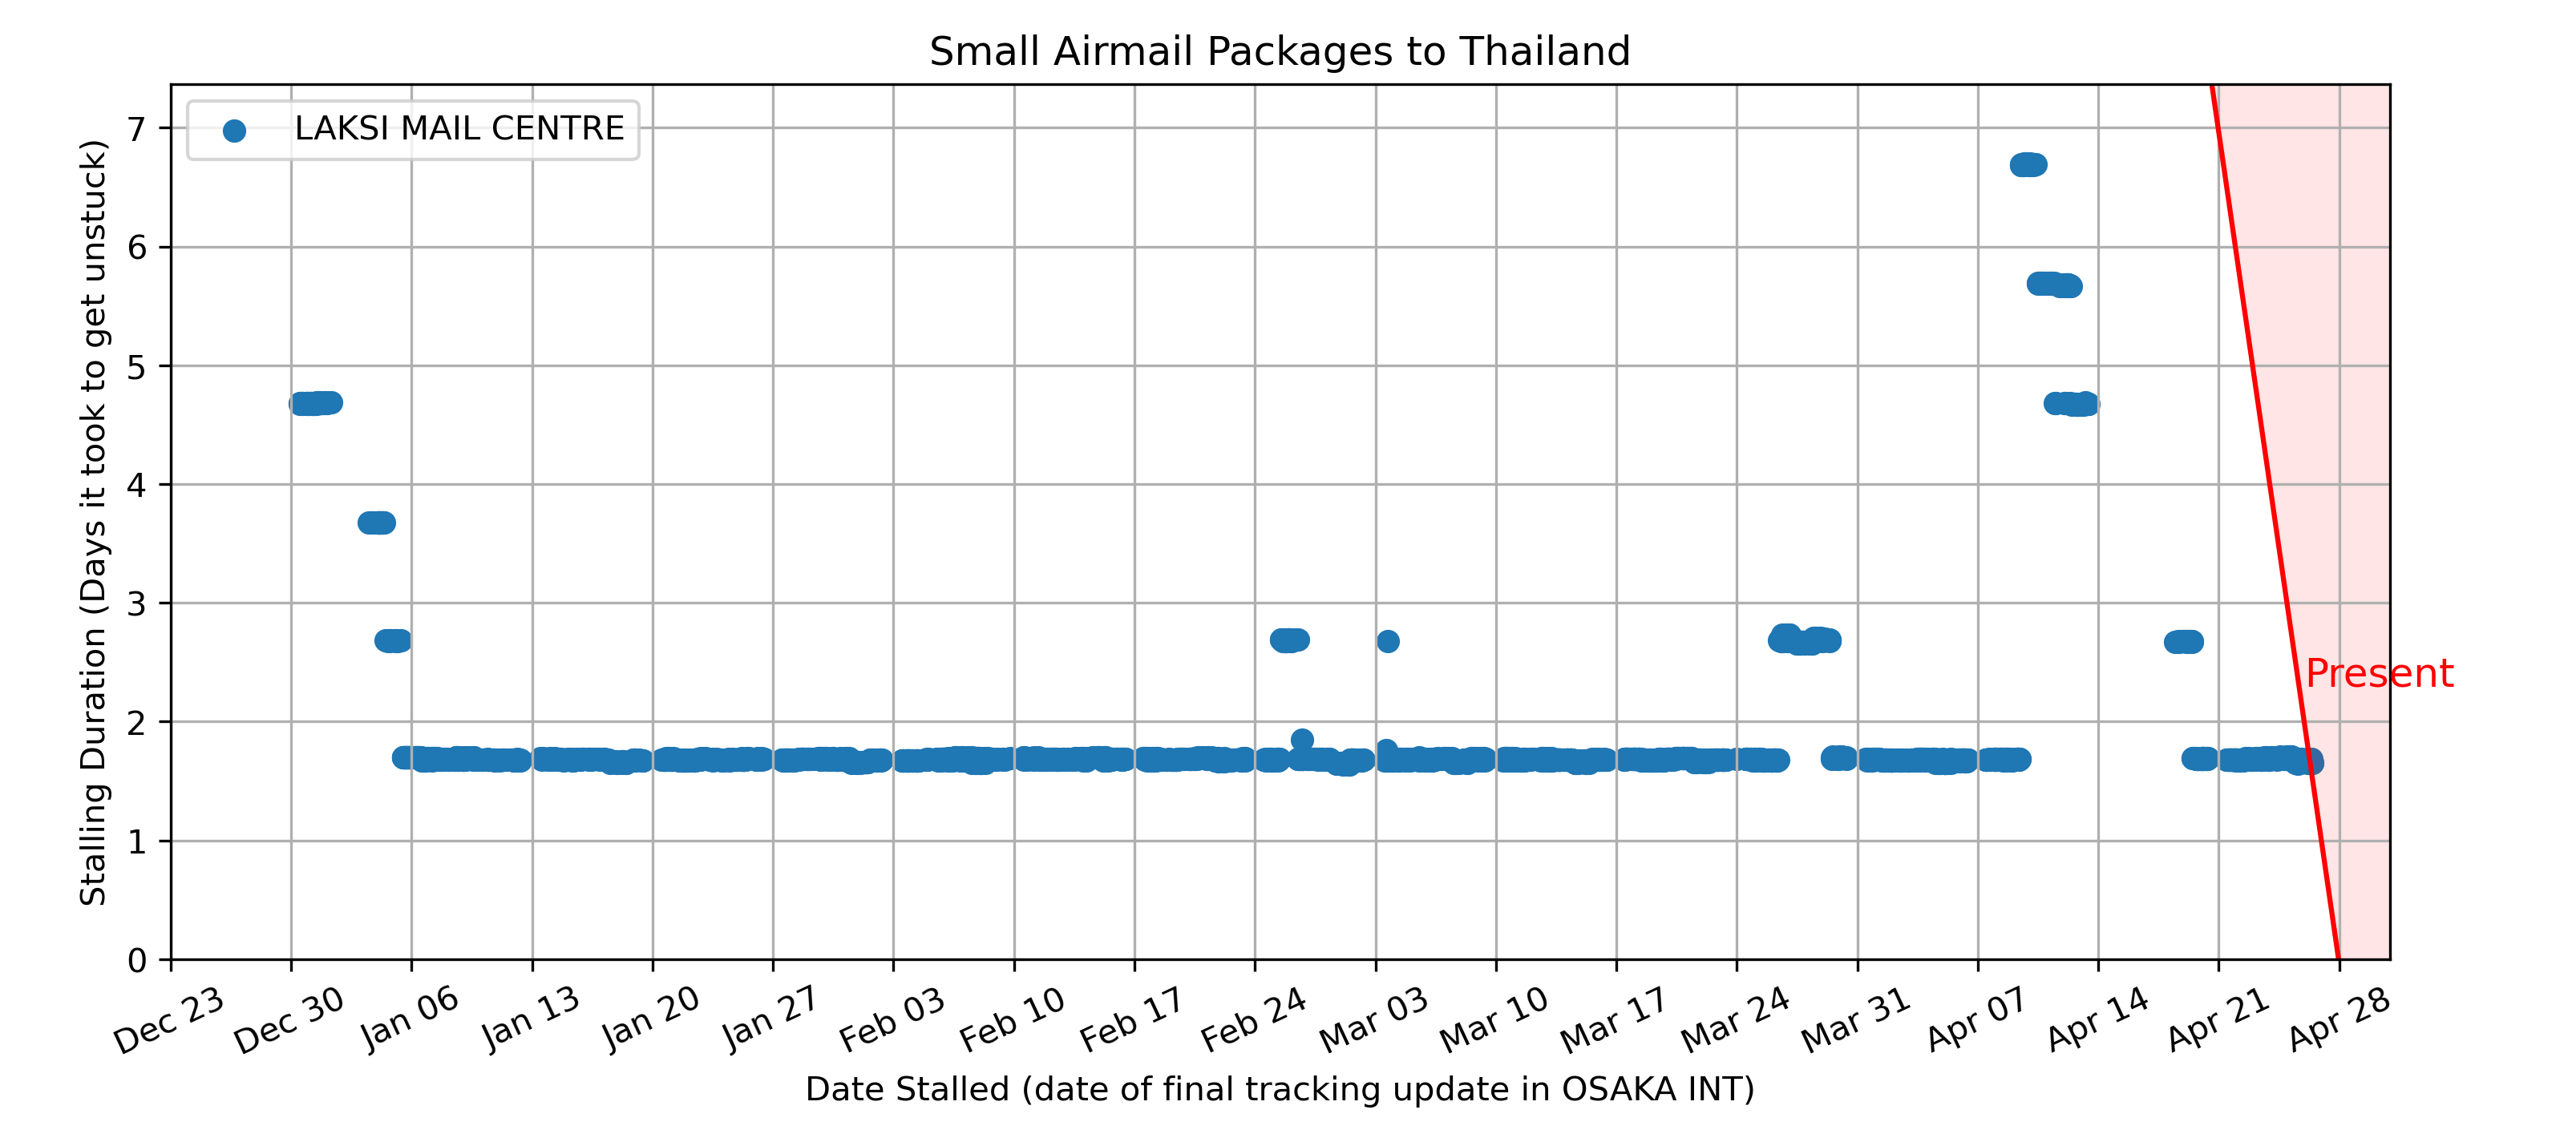 Small Airmail Packages to Thailand
LAKSI MAIL CENTRE
Stalling Duration (Days it took to get unstuck)
7
6
5
4
3
2
1
0
Present
Dec 23
Dec 30
Jan 06
Jan 13
Jan 20
Jan 27
Feb 03
Feb 10
Feb 17
Feb 24
Mar 03
Mar 10
Mar 17
Mar 24
Mar 31
Apr 07
Apr 14
Apr 21
Apr 28
Date Stalled (date of final tracking update in OSAKA INT)